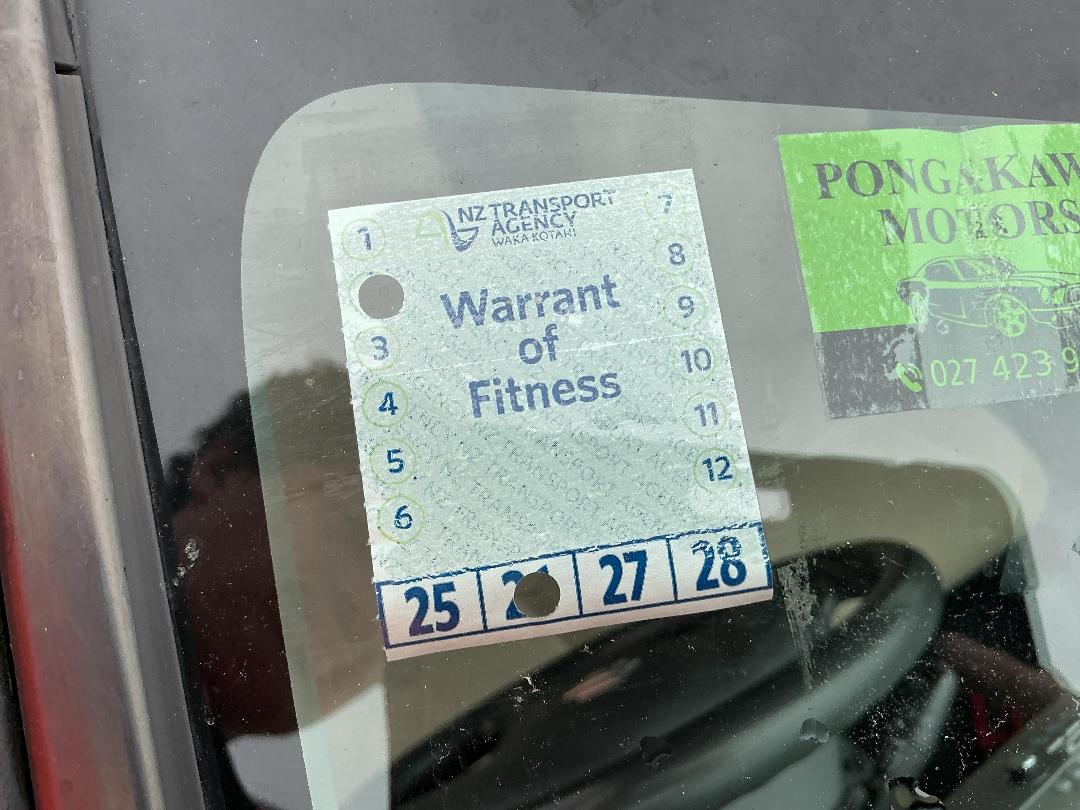 NZ TRANSPORT
AGENCY
WAKA KOTAHI
Warrant
of
Fitness
1
3
4
5
6
7
8
9
10
11
12
25 27 28
PONGAKAW
MOTORS
027 423 9